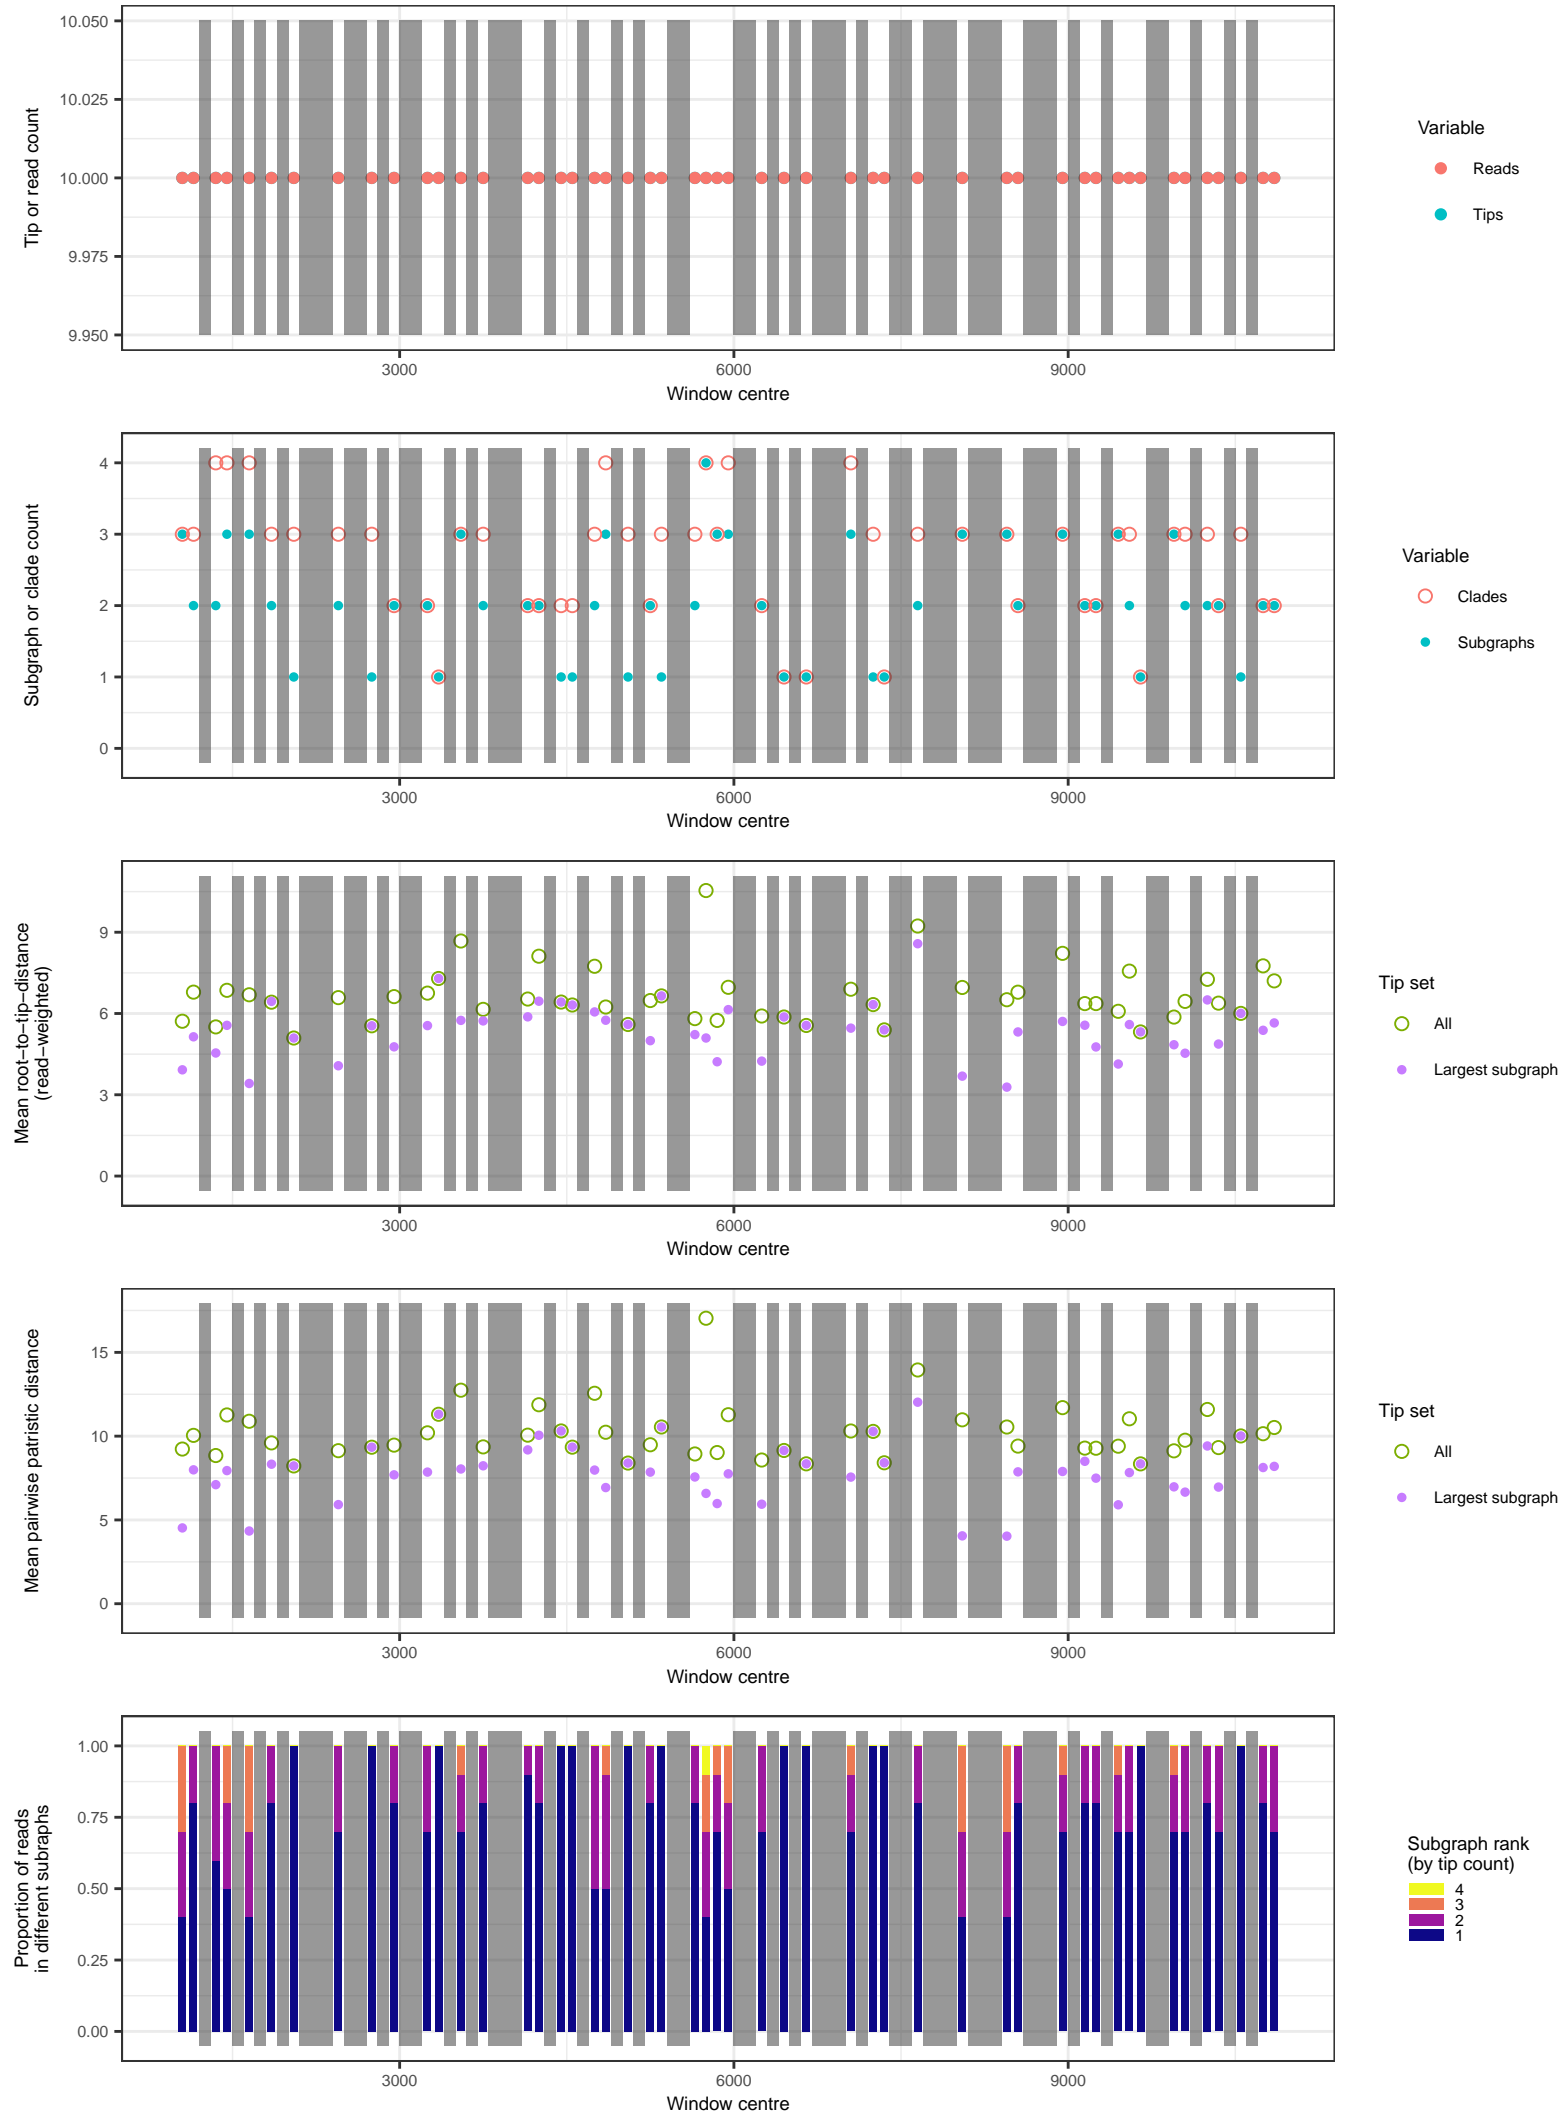 10.050
10.025
10.000
9.975
9.950
Tip or read count
3000
6000
9000
Window centre
Variable
Reads
Tips
4
3
2
1
0
Subgraph or clade count
3000
6000
9000
Window centre
Variable
Clades
Subgraphs
9
6
3
0
Mean root−to−tip−distance
(read−weighted)
3000
6000
9000
Window centre
Tip set
All
Largest subgraph
15
10
5
0
Mean pairwise patristic distance
3000
6000
9000
Window centre
Tip set
All
Largest subgraph
1.00
0.75
0.50
0.25
0.00
Proportion of reads
in different subraphs
3000
6000
9000
Window centre
Subgraph rank
(by tip count)
4
3
2
1